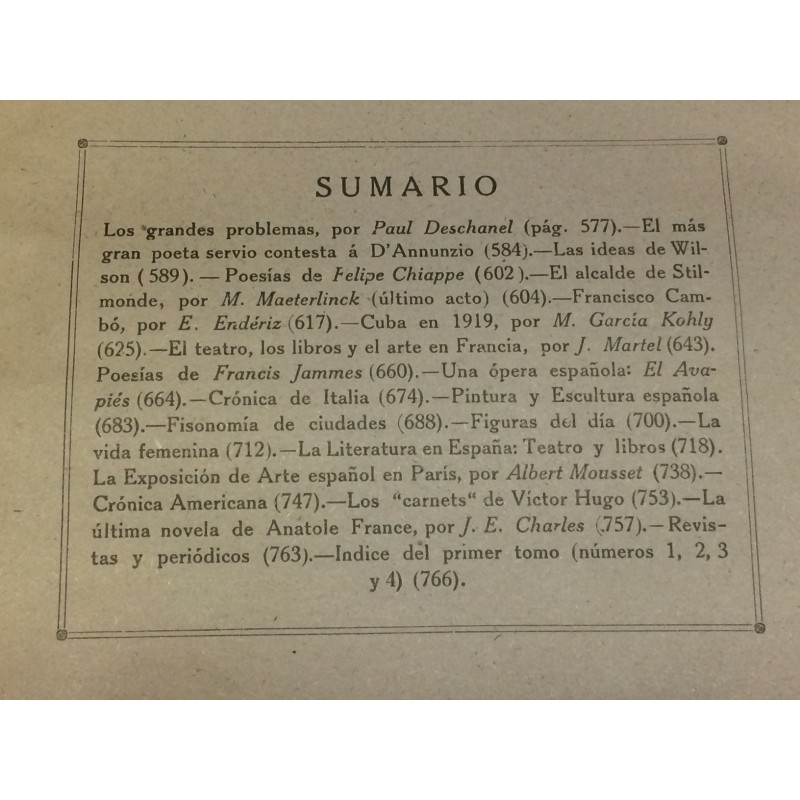 SUMARIO
Los grandes problemas, por Paul Deschanel (pág. 577).—El más
gran poeta servio contesta á D'Annunzio (584).—Las ideas de Wil-
son (589). — Poesías de Felipe Chiappe (602).—El alcalde de Stil-
monde, por M. Maeterlinck (último acto) (604).—Francisco Cam-
bó, por E. Endériz (617).—Cuba en 1919, por M. García Kohly
(625).—El teatro, los libros y el arte en Francia, por J. Martel (643).
Poesías de Francis Jammes (660).—Una ópera española: El Ava-
piés (664).—Crónica de Italia (674).—Pintura y Escultura española
(683).—Fisonomía de ciudades (688).—Figuras del día (700).—La
vida femenina (712).—La Literatura en España: Teatro y libros (718).
La Exposición de Arte español en París, por Albert Mousset (738).—
Crónica Americana (747).—Los “carnets“ de Víctor Hugo (753).—La
última novela de Anatole France, por J. E. Charles (757).—Revis-
tas y periódicos (763).—Indice del primer tomo (números 1, 2, 3
y 4) (766).